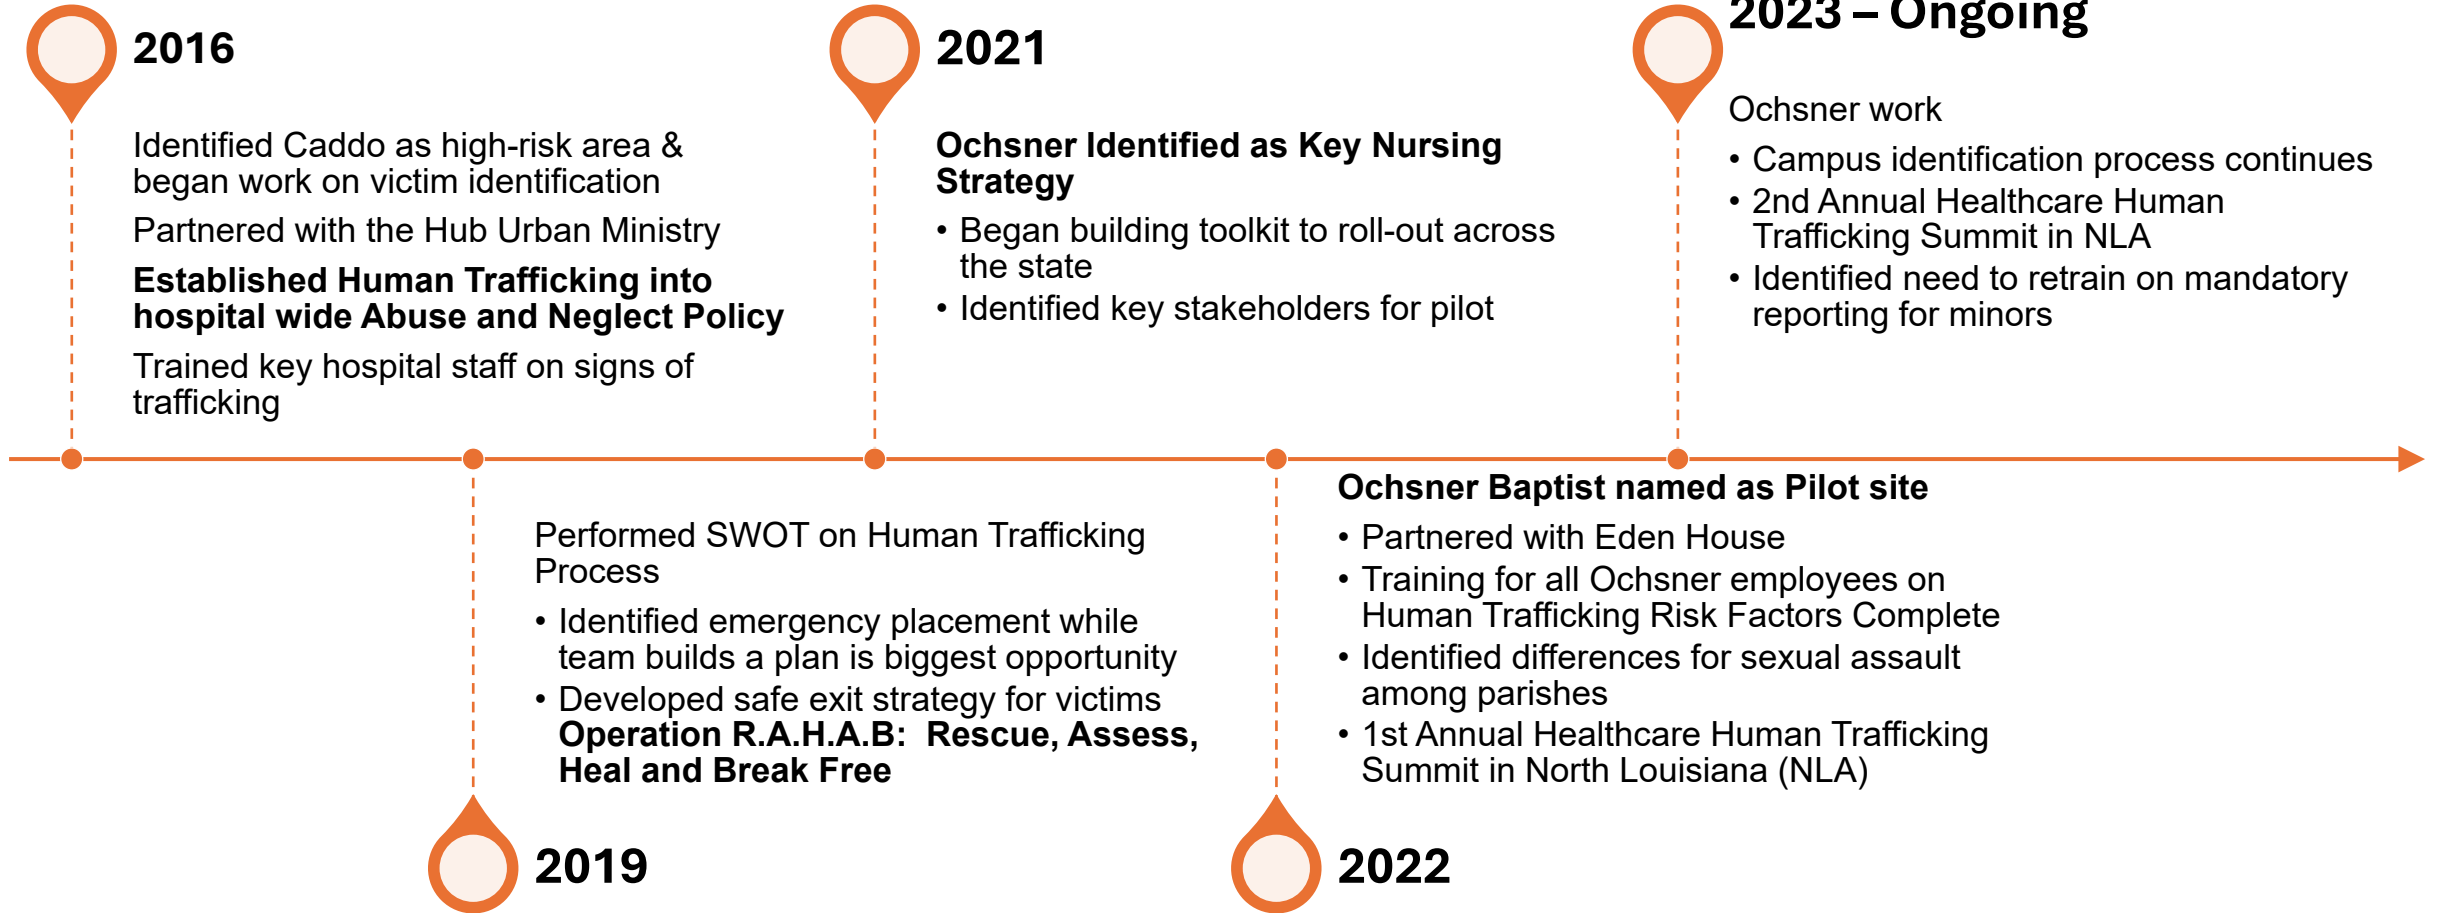 2016
Identified Caddo as high-risk area &
began work on victim identification
Partnered with the Hub Urban Ministry
Established Human Trafficking into
hospital wide Abuse and Neglect Policy
Trained key hospital staff on signs of
trafficking
2019
Performed SWOT on Human Trafficking
Process
• Identified emergency placement while
team builds a plan is biggest opportunity
• Developed safe exit strategy for victims
Operation R.A.H.A.B:  Rescue, Assess,
Heal and Break Free
2021
Ochsner Identified as Key Nursing
Strategy
• Began building toolkit to roll-out across
the state
• Identified key stakeholders for pilot
2022
Ochsner Baptist named as Pilot site
• Partnered with Eden House
• Training for all Ochsner employees on
Human Trafficking Risk Factors Complete
• Identified differences for sexual assault
among parishes
• 1st Annual Healthcare Human Trafficking
Summit in North Louisiana (NLA)
2023 – Ongoing
Ochsner work
• Campus identification process continues
• 2nd Annual Healthcare Human
Trafficking Summit in NLA
• Identified need to retrain on mandatory
reporting for minors